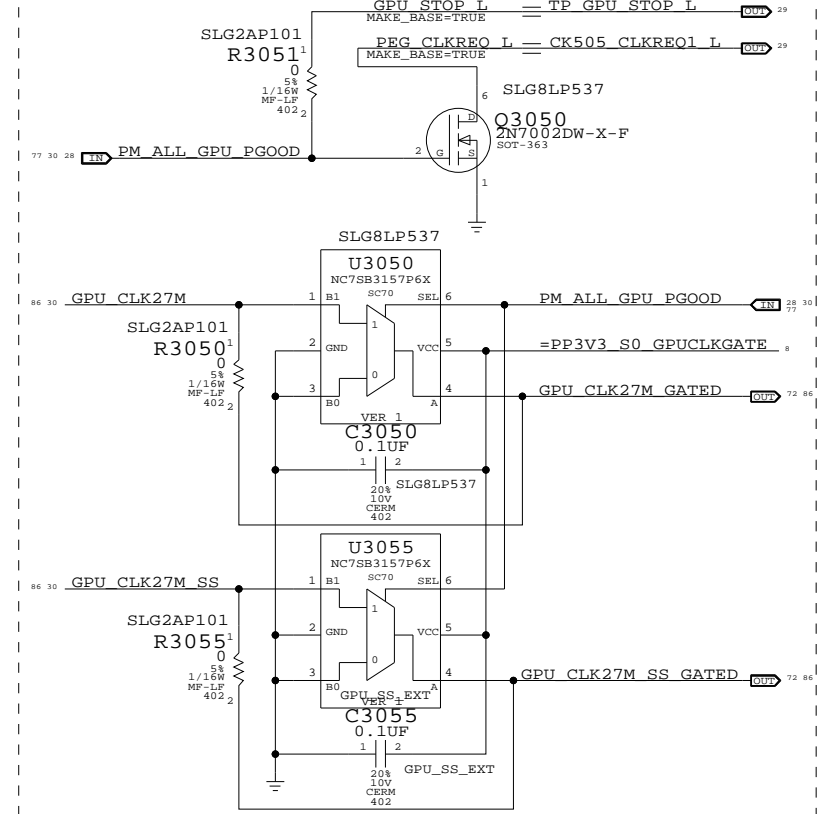 GPU_STOP_L TP_GPU_STOP_L OUT 29
MAKE_BASE=TRUE
SLG2AP101
R3051 1
0
5%
1/16W
MF-LF
402 2
PEG_CLKREQ_L CK505_CLKREQ1_L OUT 29
MAKE_BASE=TRUE
6 SLG8LP537
D
Q3050
2N7002DW-X-F
SOT-363
77 30 28 IN PM_ALL_GPU_PGOOD 2 G S
1
SLG8LP537
U3050
NC7SB3157P6X
SC70
86 30 GPU_CLK27M 1 B1 SEL 6 PM_ALL_GPU_PGOOD IN 28 30
77
1
SLG2AP101
R3050 1
0
5%
1/16W
MF-LF
402 2
2 GND VCC 5 =PP3V3_S0_GPUCLKGATE 8
0
3 B0 A 4 GPU_CLK27M_GATED OUT 72 86
VER 1
C3050
0.1UF
1 2
20%
10V
CERM
402
SLG8LP537
U3055
NC7SB3157P6X
SC70
86 30 GPU_CLK27M_SS 1 B1 SEL 6
1
SLG2AP101
R3055 1
0
5%
1/16W
MF-LF
402 2
2 GND VCC 5
0
3 B0 A 4 GPU_CLK27M_SS_GATED OUT 72 86
GPU_SS_EXT
VER 1
C3055
0.1UF
1 2
20%
10V
CERM
402
GPU_SS_EXT